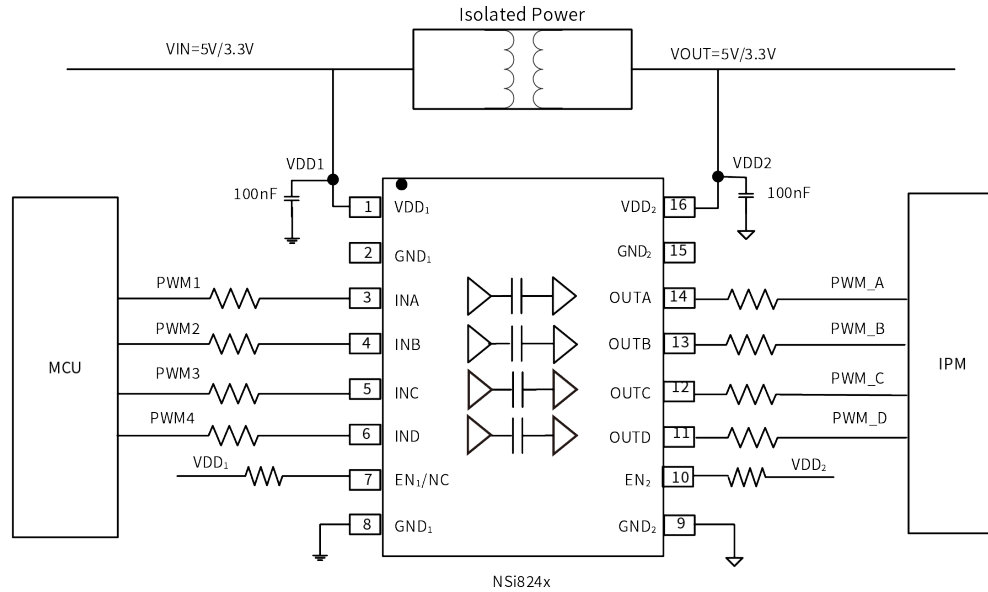 Isolated Power
VIN=5V/3.3V
VOUT=5V/3.3V
VDD1
VDD2
100nF
100nF
1 VDD₁
VDD₂ 16
2 GND₁
GND₂ 15
PWM1
3 INA
OUTA 14
PWM_A
PWM2
4 INB
OUTB 13
PWM_B
MCU
IPM
PWM3
5 INC
OUTC 12
PWM_C
PWM4
6 IND
OUTD 11
PWM_D
VDD₁
7 EN₁/NC
EN₂ 10
VDD₂
8 GND₁
GND₂ 9
NSi824x